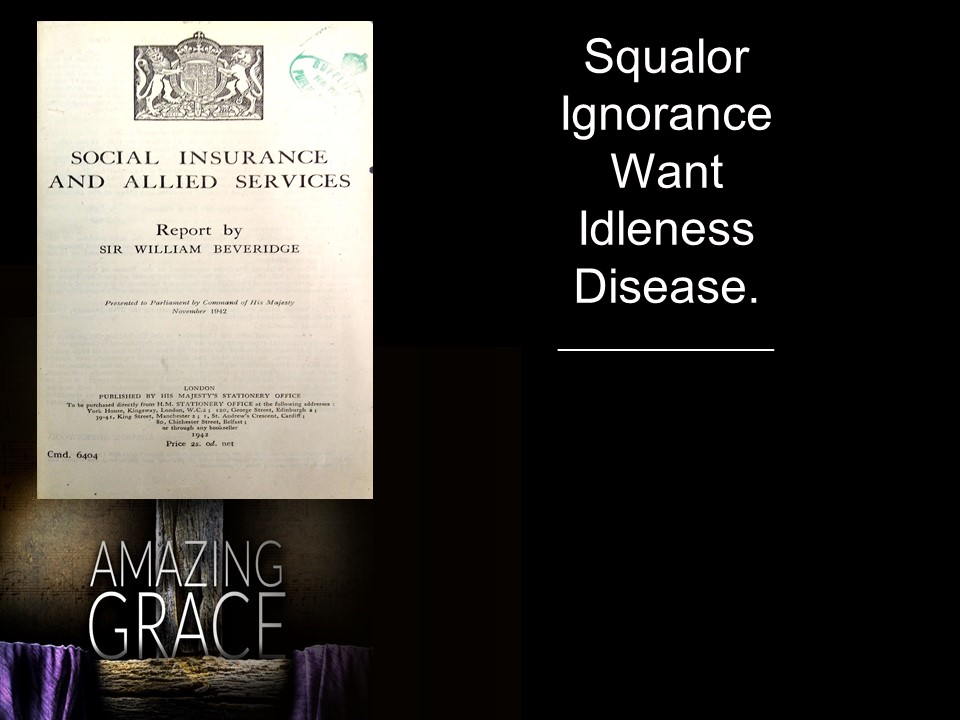 SOCIAL INSURANCE
AND ALLIED SERVICES
Report by
SIR WILLIAM BEVERIDGE
Presented to Parliament by Command of His Majesty
November 1942
LONDON
PUBLISHED BY HIS MAJESTY'S STATIONERY OFFICE
To be purchased directly from H.M. STATIONERY OFFICE at the following addresses :
York House, Kingsway, London, W.C.2 ; 120, George Street, Edinburgh 2 ;
39-41, King Street, Manchester 2 ; 1, St. Andrew's Crescent, Cardiff ;
80, Chichester Street, Belfast ;
or through any bookseller
1942
Price 2s. 0d. net
Cmd. 6404
AMAZING
GRACE
Squalor
Ignorance
Want
Idleness
Disease.